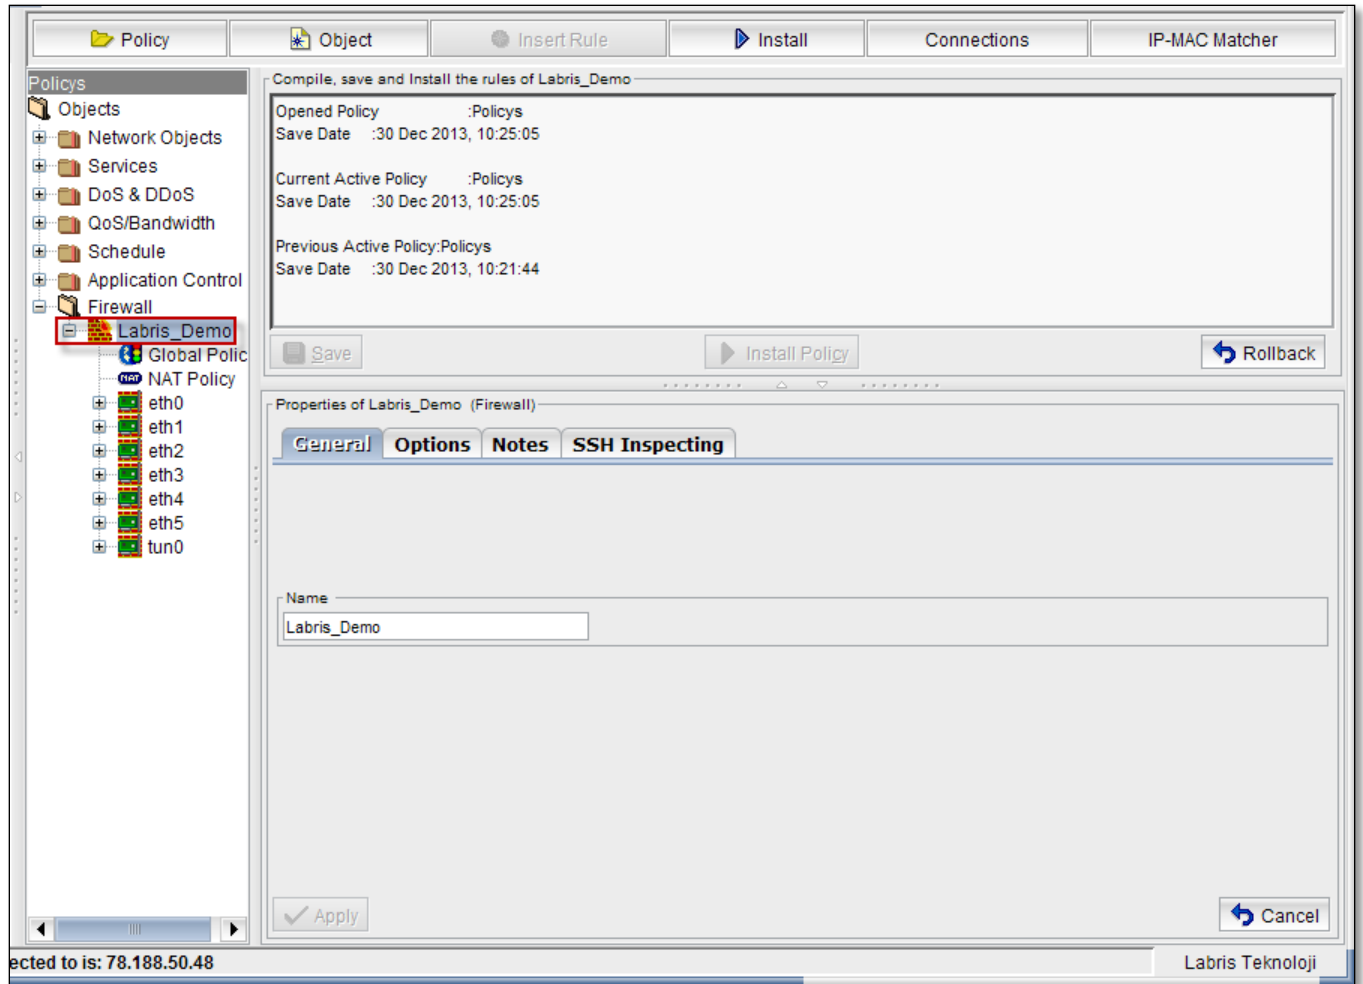 Policy Object Insert Rule Install Connections IP-MAC Matcher
Policys
Objects
Network Objects
Services
DoS & DDoS
QoS/Bandwidth
Schedule
Application Control
Firewall
Labris_Demo
Global Polic
NAT Policy
eth0
eth1
eth2
eth3
eth4
eth5
tun0
Compile, save and Install the rules of Labris_Demo
Opened Policy :Policys
Save Date :30 Dec 2013, 10:25:05
Current Active Policy :Policys
Save Date :30 Dec 2013, 10:25:05
Previous Active Policy:Policys
Save Date :30 Dec 2013, 10:21:44
Save Install Policy Rollback
Properties of Labris_Demo (Firewall)
General Options Notes SSH Inspecting
Name
Labris_Demo
Apply Cancel
ected to is: 78.188.50.48 Labris Teknoloji